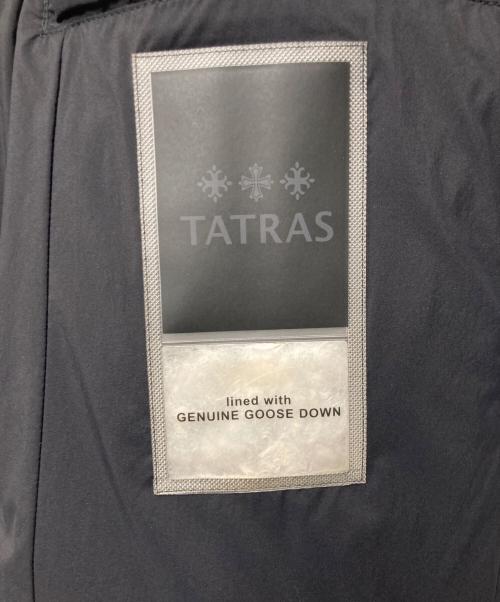 TATRAS
lined with
GENUINE GOOSE DOWN